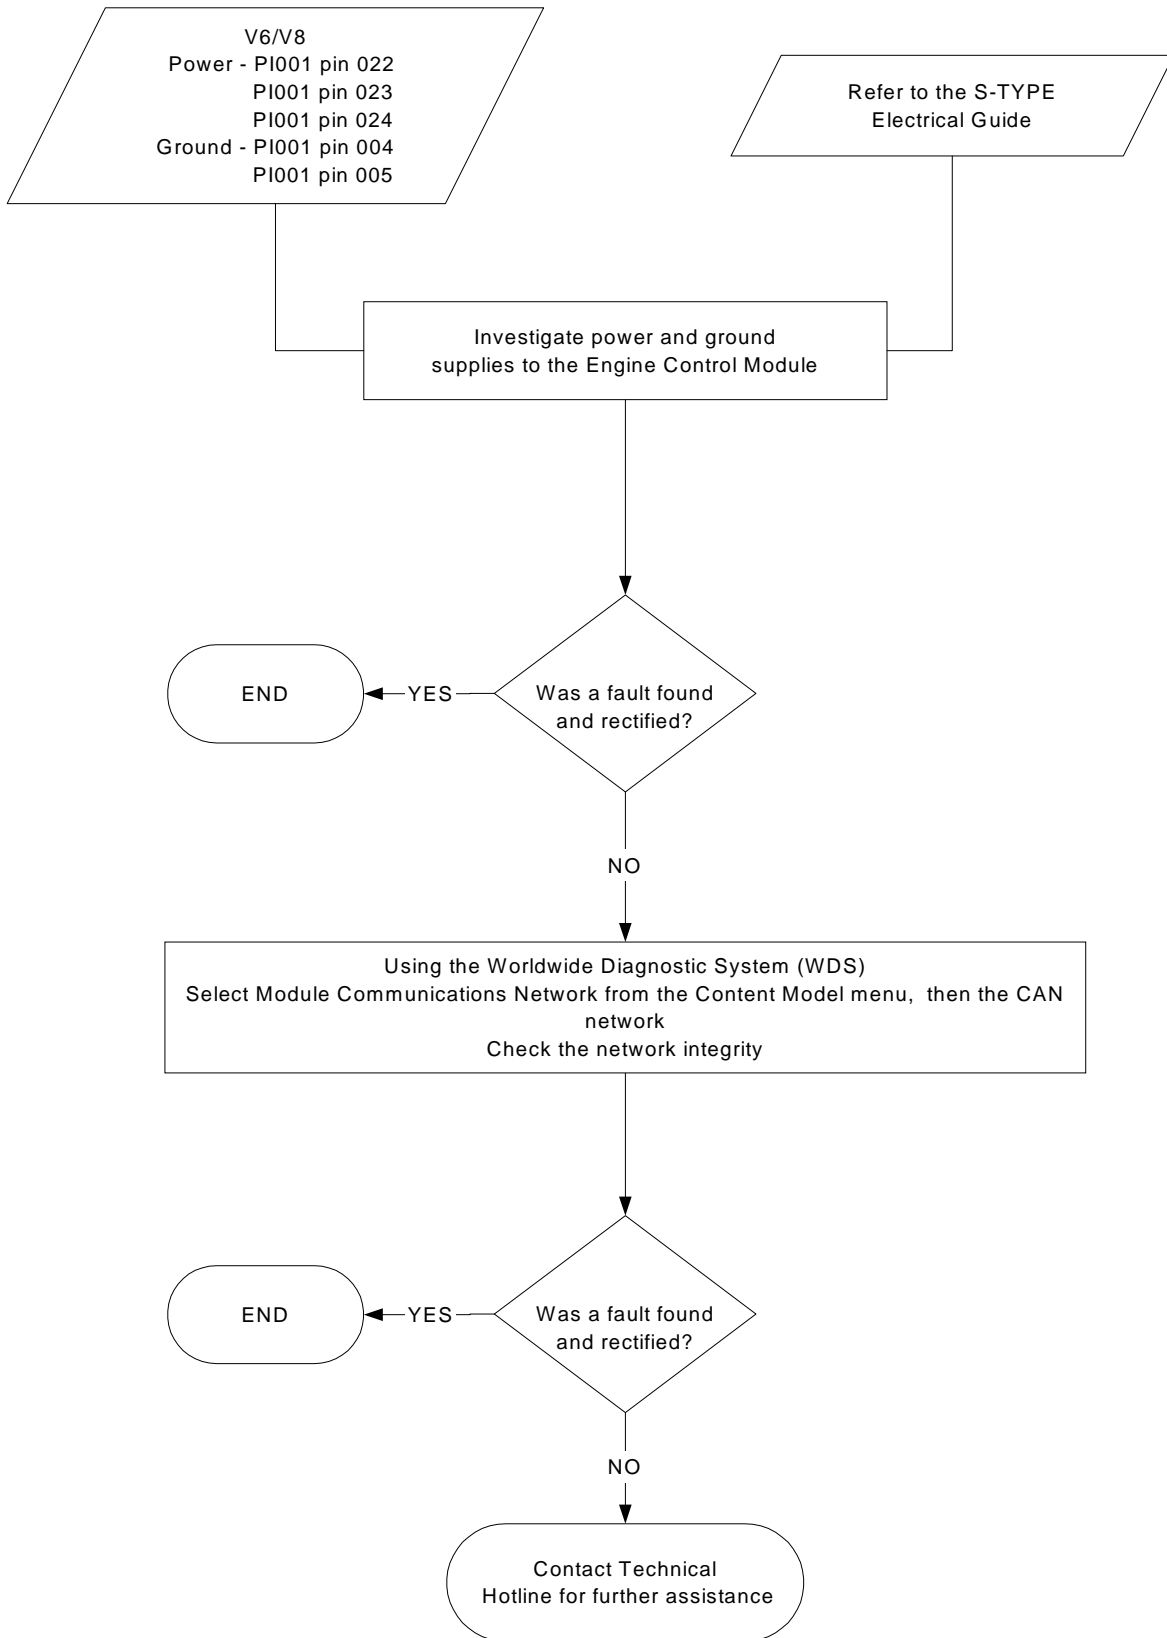 V6/V8
Power - PI001 pin 022
PI001 pin 023
PI001 pin 024
Ground - PI001 pin 004
PI001 pin 005
Refer to the S-TYPE
Electrical Guide
Investigate power and ground
supplies to the Engine Control Module
Was a fault found
and rectified?
YES
END
NO
Using the Worldwide Diagnostic System (WDS)
Select Module Communications Network from the Content Model menu, then the CAN
network
Check the network integrity
Was a fault found
and rectified?
YES
END
NO
Contact Technical
Hotline for further assistance